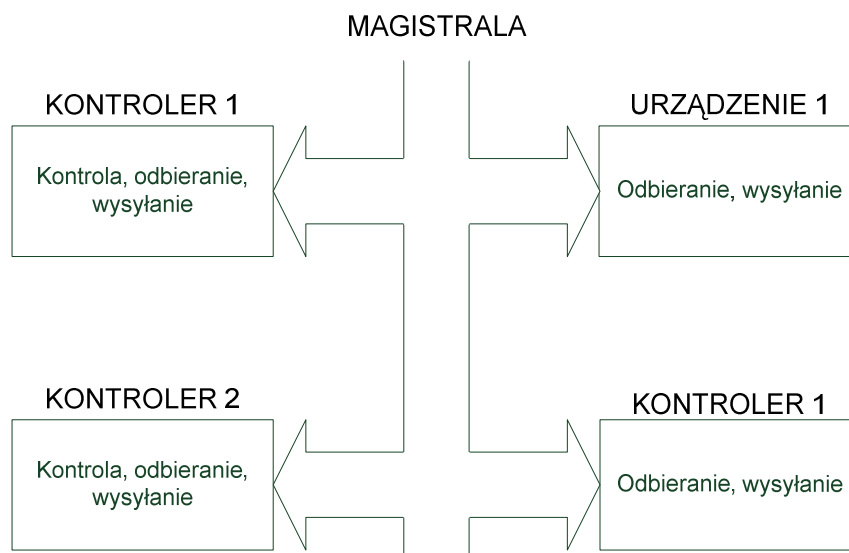 MAGISTRALA
KONTROLER 1
Kontrola, odbieranie,
wysyłanie
URZĄDZENIE 1
Odbieranie, wysyłanie
KONTROLER 2
Kontrola, odbieranie,
wysyłanie
KONTROLER 1
Odbieranie, wysyłanie